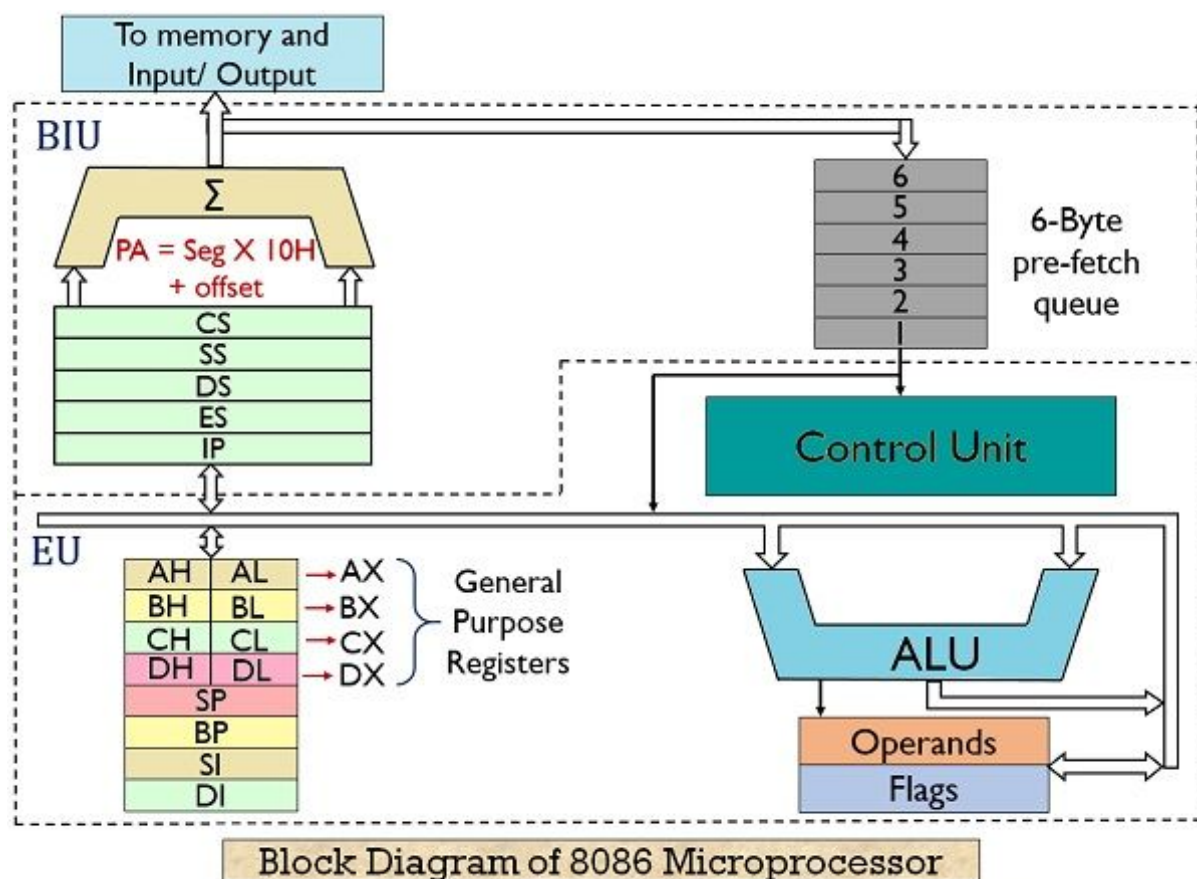 To memory and
Input/ Output
BIU
Σ
PA = Seg X 10H
+ offset
CS
SS
DS
ES
IP
6
5
4
3
2
1
6-Byte
pre-fetch
queue
Control Unit
EU
AH AL AX
BH BL BX
CH CL CX
DH DL DX
SP
BP
SI
DI
General
Purpose
Registers
ALU
Operands
Flags
Block Diagram of 8086 Microprocessor